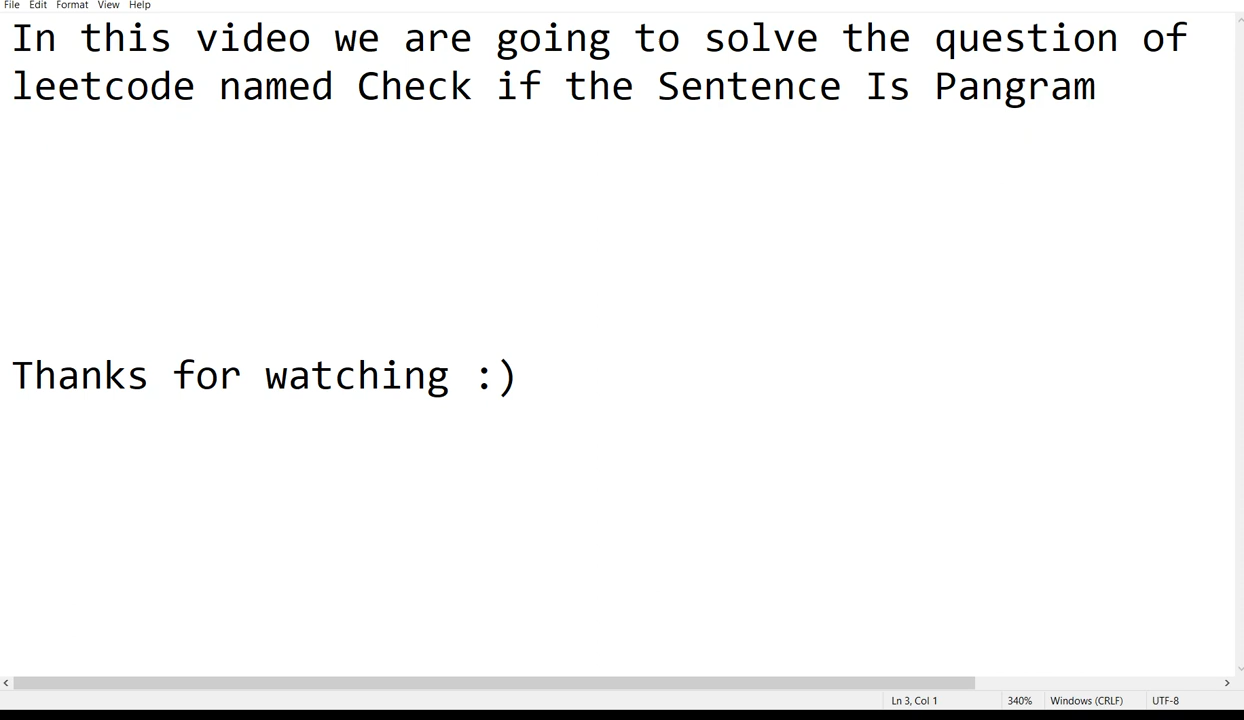 File Edit Format View Help
In this video we are going to solve the question of
leetcode named Check if the Sentence Is Pangram
Thanks for watching :)
Ln 3, Col 1 340% Windows (CRLF) UTF-8